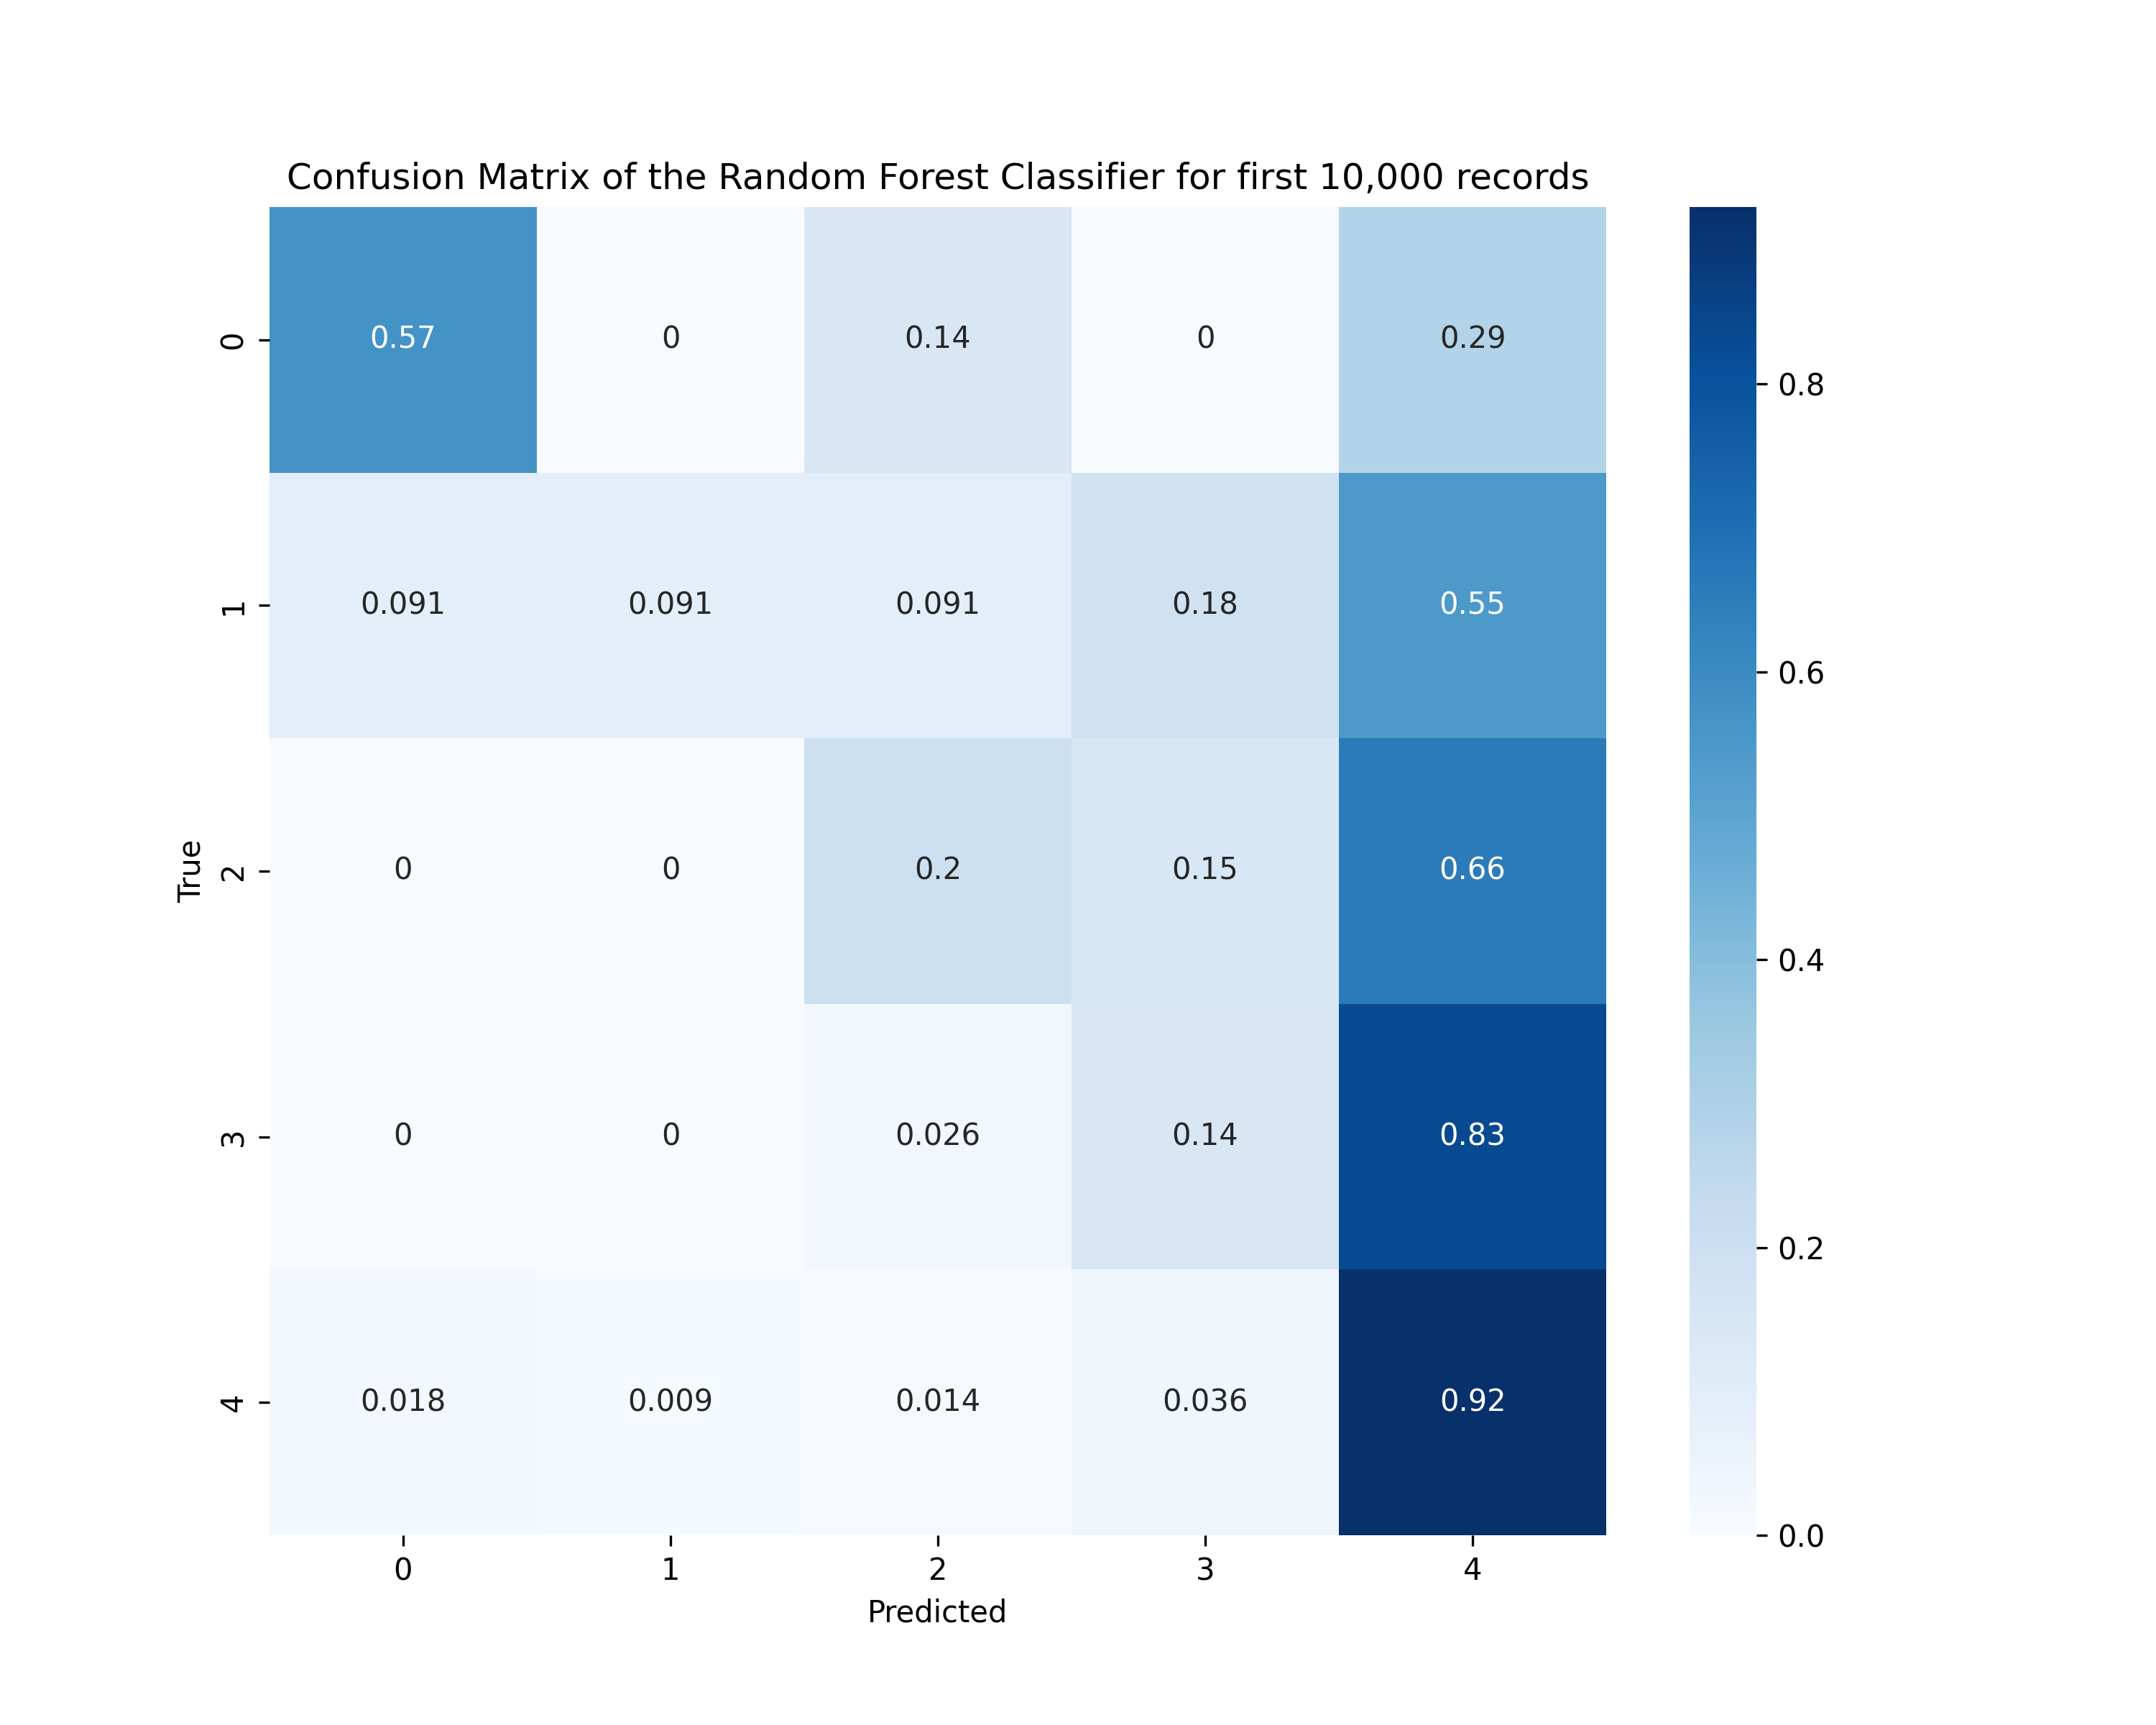 Confusion Matrix of the Random Forest Classifier for first 10,000 records
0 0.57 0 0.14 0 0.29
1 0.091 0.091 0.091 0.18 0.55
2 0 0 0.2 0.15 0.66
3 0 0 0.026 0.14 0.83
4 0.018 0.009 0.014 0.036 0.92
True
0 1 2 3 4
Predicted
0.8
0.6
0.4
0.2
0.0